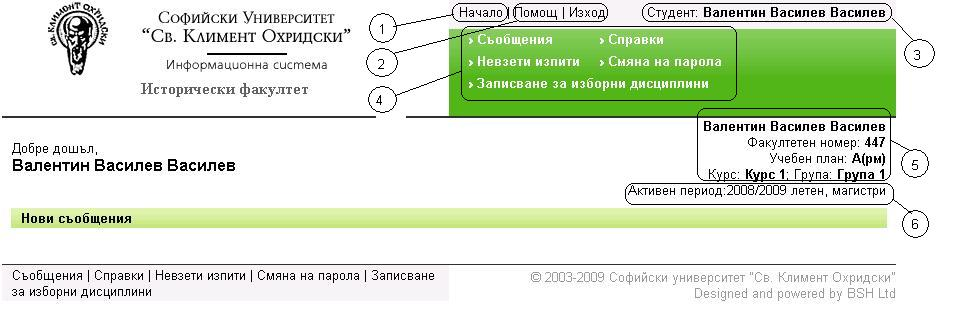 Св. Климент Охридски
Софийски Университет
“Св. Климент Охридски”
Информационна система
Исторически факултет
1
2
3
4
5
6
Начало | Помощ | Изход
Студент: Валентин Василев Василев
› Съобщения › Справки
› Невзети изпити › Смяна на парола
› Записване за изборни дисциплини
Добре дошъл,
Валентин Василев Василев
Валентин Василев Василев
Факултетен номер: 447
Учебен план: А(рм)
Курс: Курс 1; Група: Група 1
Активен период:2008/2009 летен, магистри
Нови съобщения
Съобщения | Справки | Невзети изпити | Смяна на парола | Записване
за изборни дисциплини
© 2003-2009 Софийски университет "Св. Климент Охридски"
Designed and powered by BSH Ltd